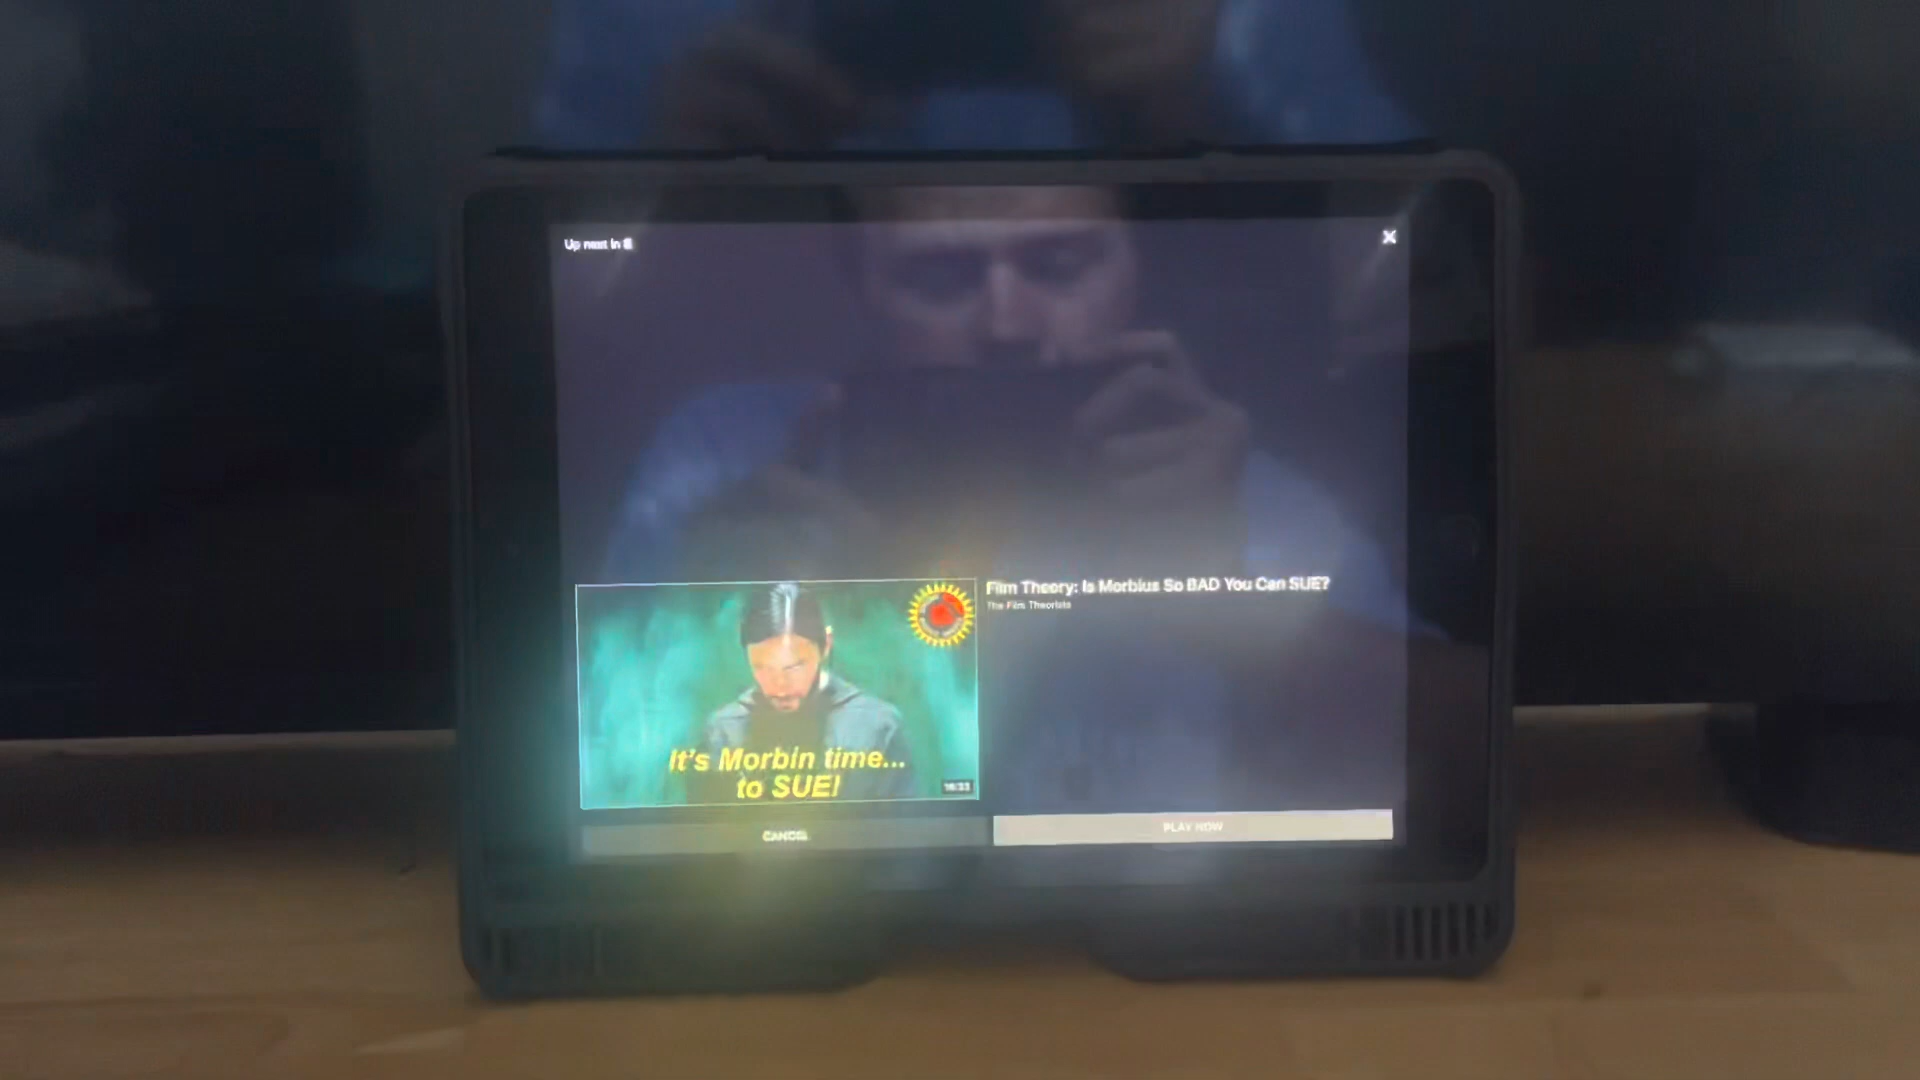 Up next in 8
Film Theory: Is Morbius So BAD You Can SUE?
The Film Theorists
It's Morbin time...
to SUE!
CANCEL
PLAY NOW